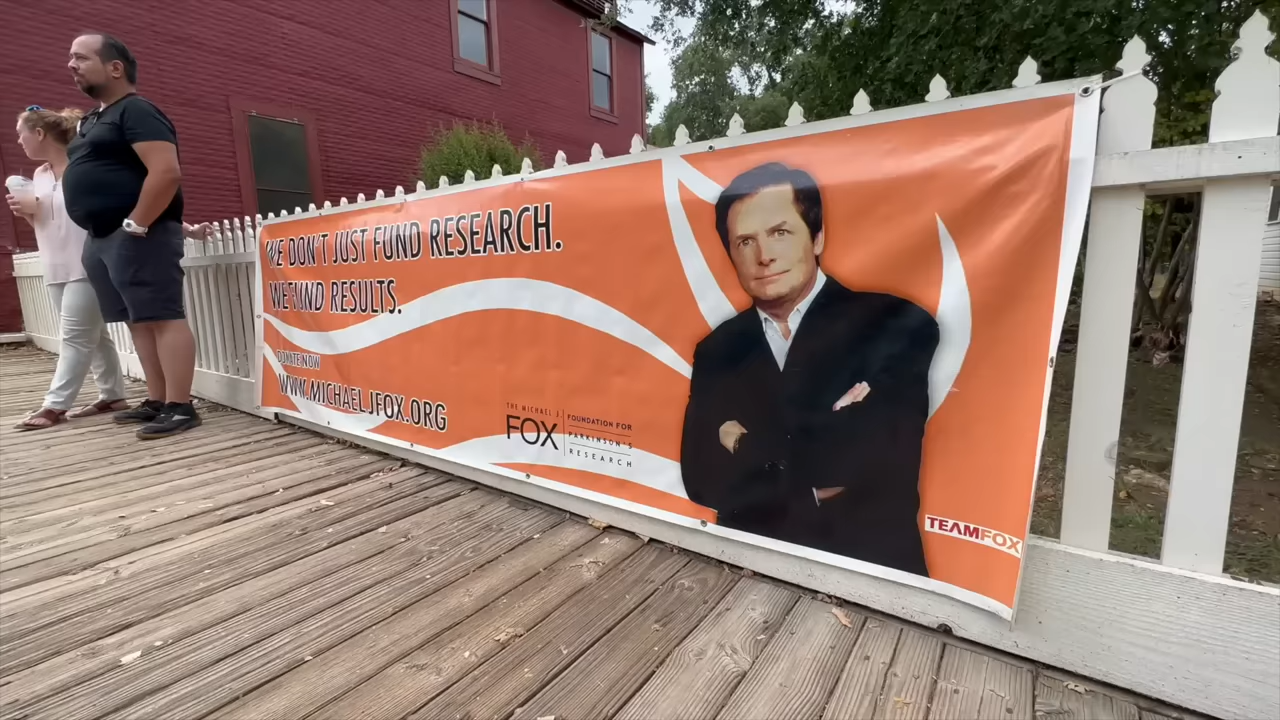 WE DON'T JUST FUND RESEARCH.
WE FUND RESULTS.
DONATE NOW
WWW.MICHAELJFOX.ORG
THE MICHAEL J.
FOX
FOUNDATION FOR
PARKINSON'S
RESEARCH
TEAMFOX